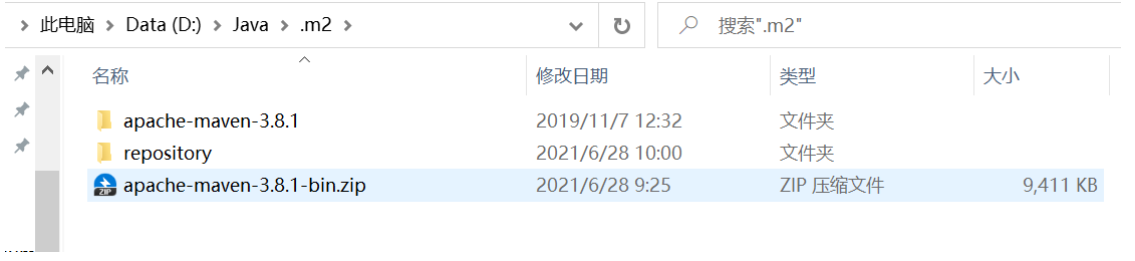 此电脑 > Data (D:) > Java > .m2 >
搜索".m2"
名称 修改日期 类型 大小
apache-maven-3.8.1 2019/11/7 12:32 文件夹
repository 2021/6/28 10:00 文件夹
apache-maven-3.8.1-bin.zip 2021/6/28 9:25 ZIP 压缩文件 9,411 KB